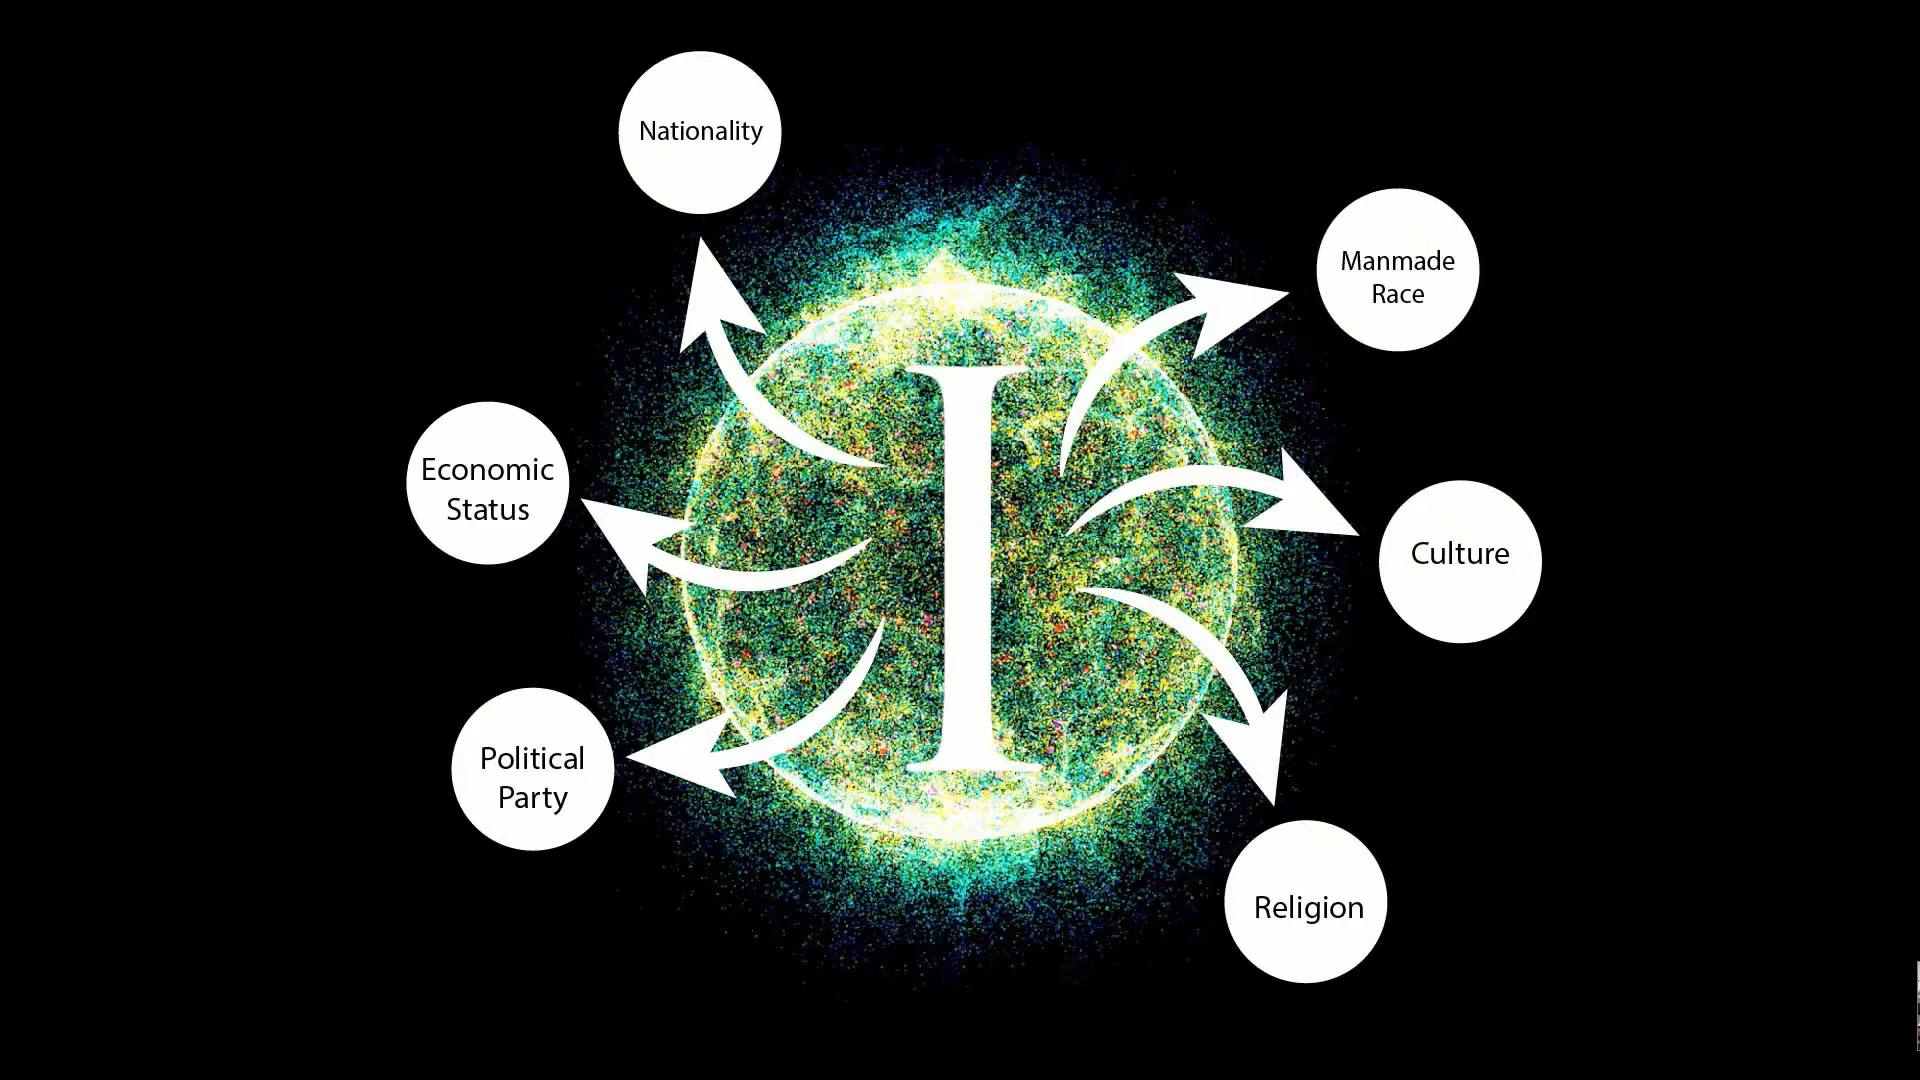 Nationality
Manmade
Race
Economic
Status
I
Culture
Political
Party
Religion